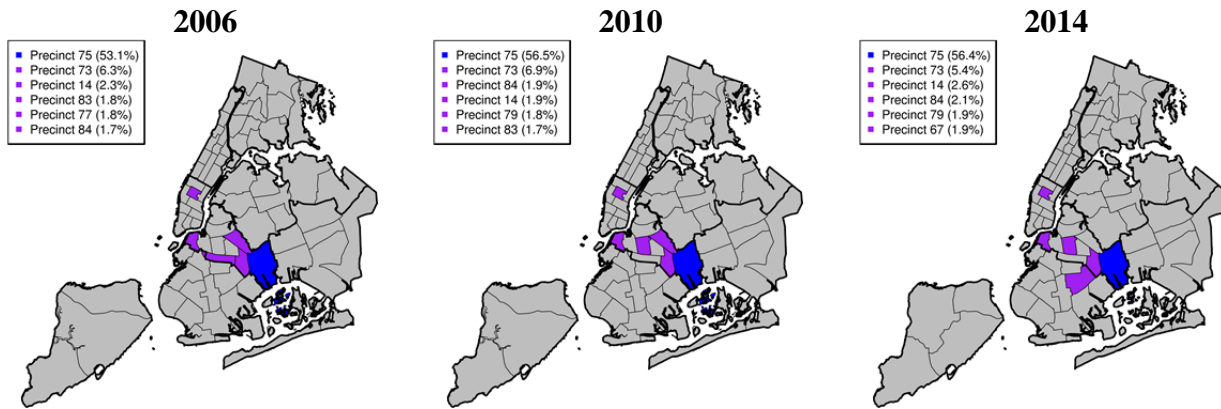 2006
Precinct 75 (53.1%)
Precinct 73 (6.3%)
Precinct 14 (2.3%)
Precinct 83 (1.8%)
Precinct 77 (1.8%)
Precinct 84 (1.7%)
2010
Precinct 75 (56.5%)
Precinct 73 (6.9%)
Precinct 84 (1.9%)
Precinct 14 (1.9%)
Precinct 79 (1.8%)
Precinct 83 (1.7%)
2014
Precinct 75 (56.4%)
Precinct 73 (5.4%)
Precinct 14 (2.6%)
Precinct 84 (2.1%)
Precinct 79 (1.9%)
Precinct 67 (1.9%)